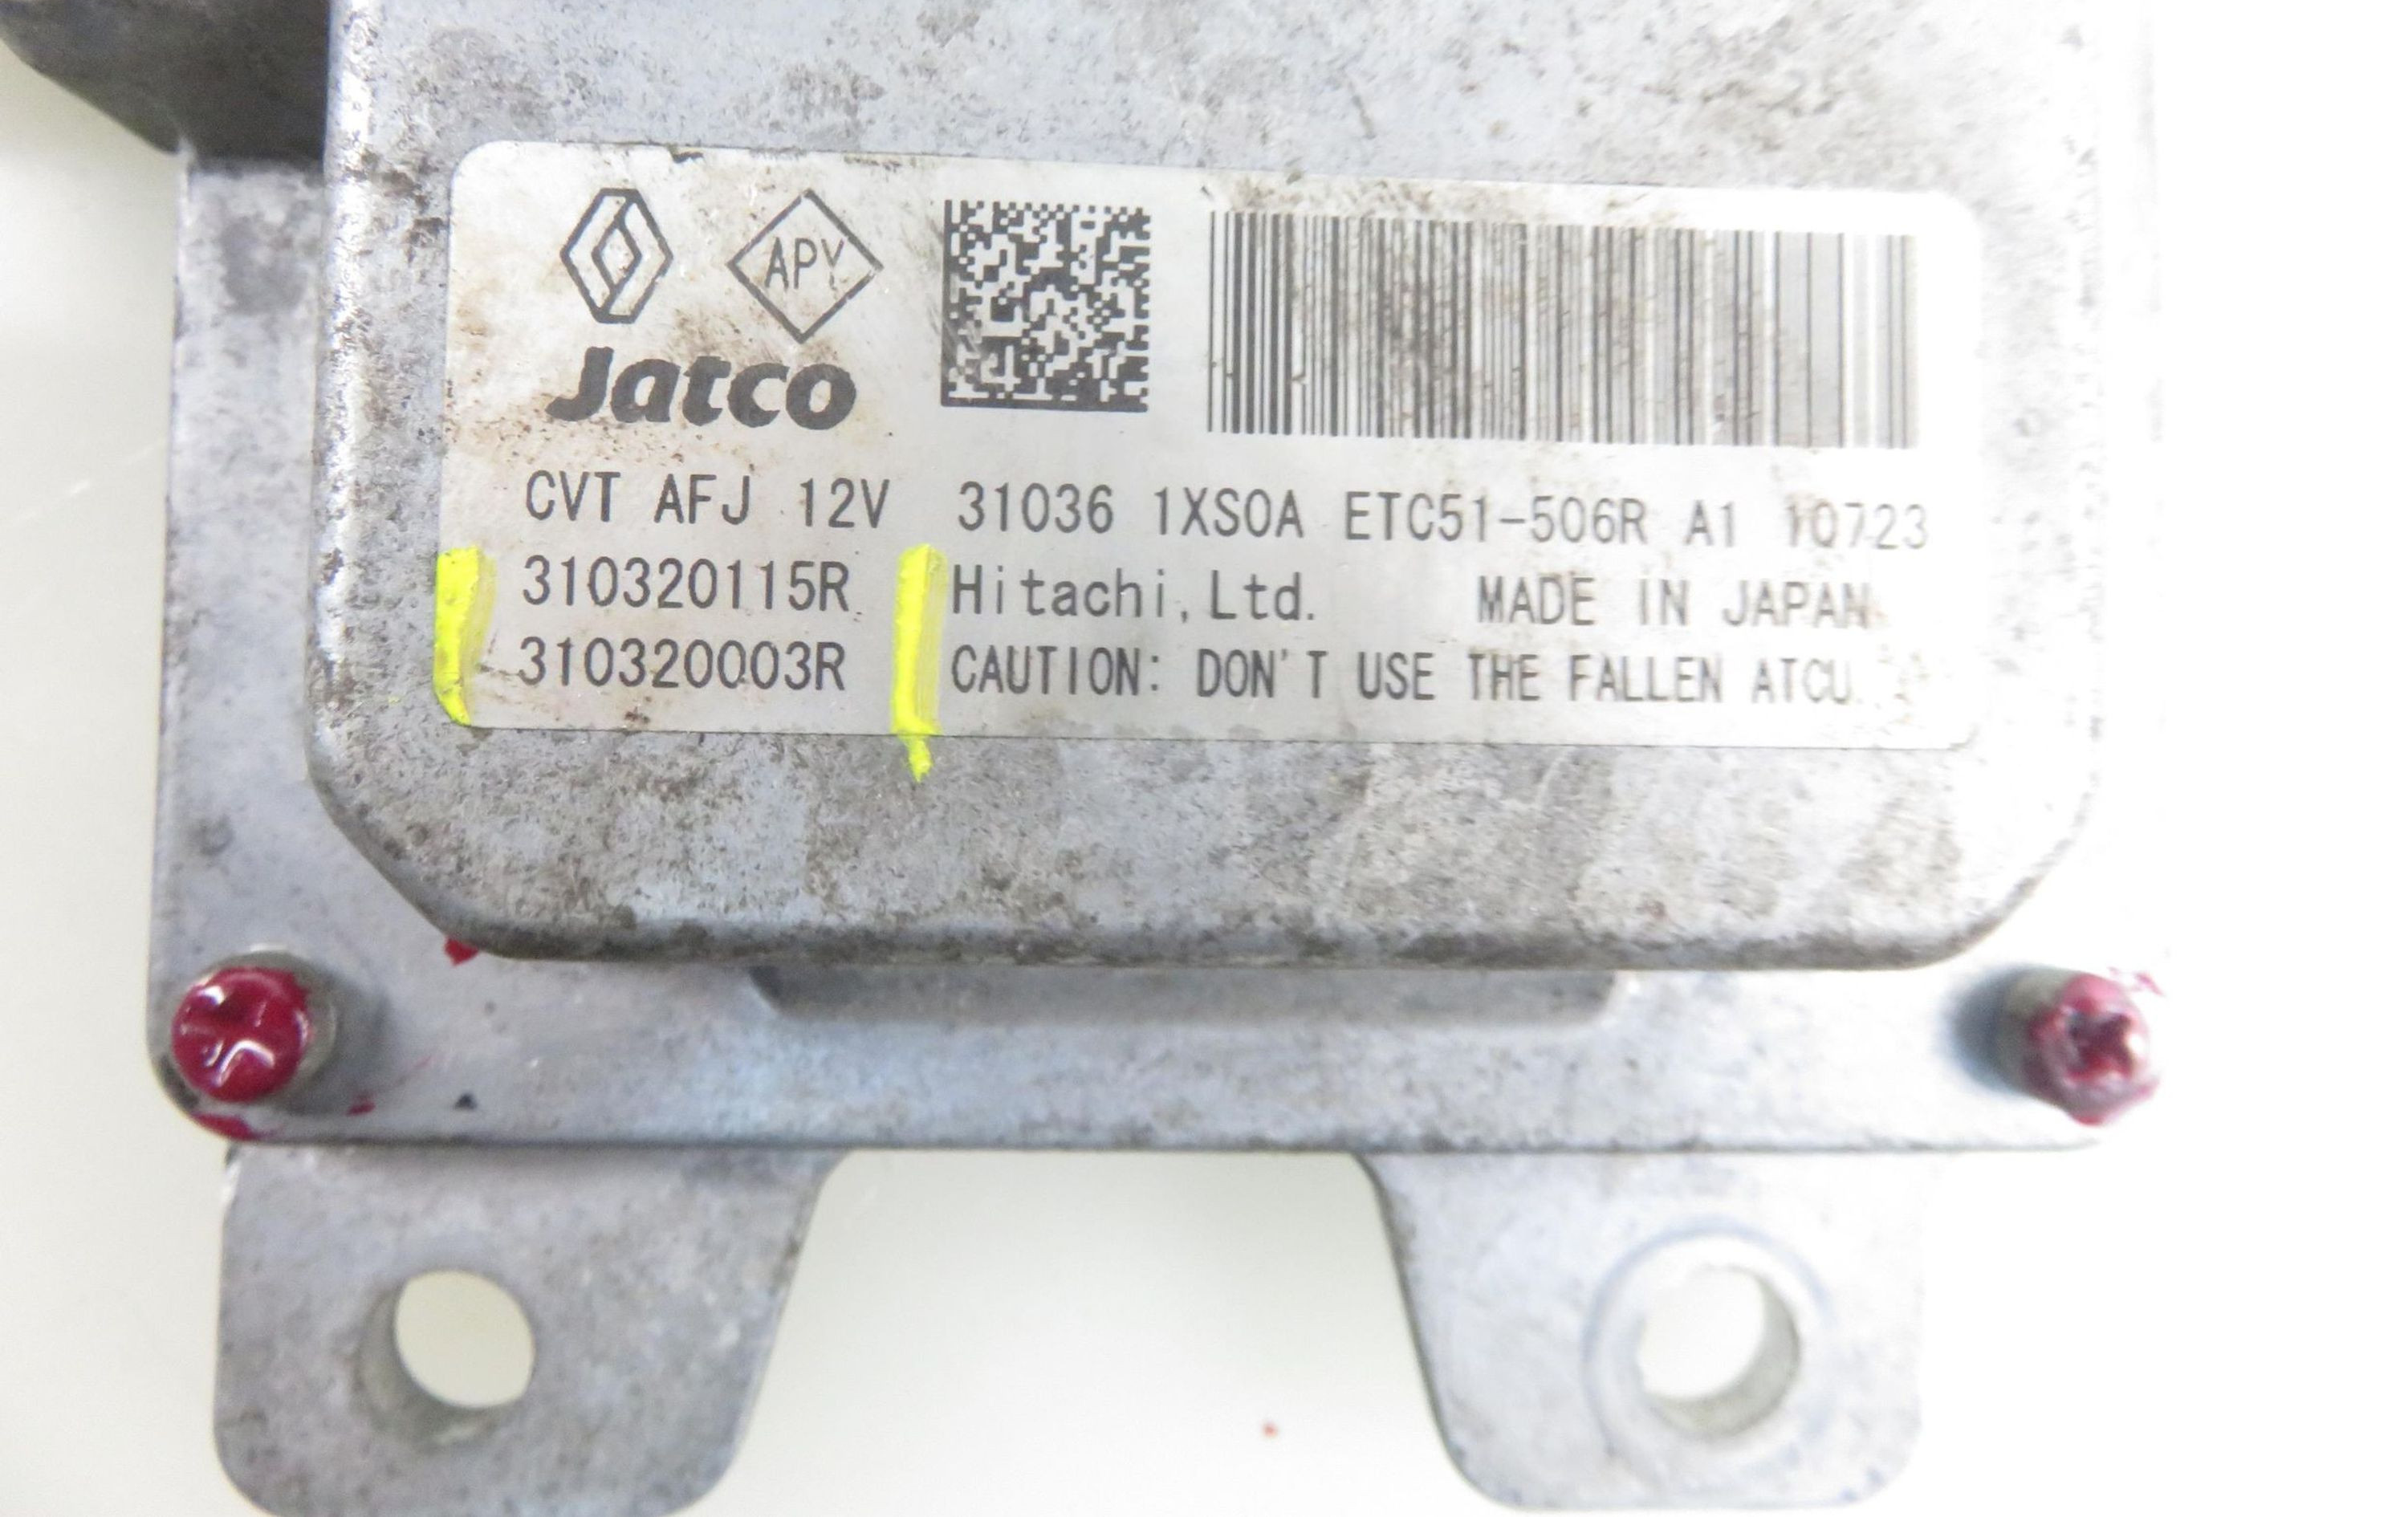 APY
Jatco
CVT AFJ 12V 31036 1XS0A ETC51-506R A1 10723
310320115R Hitachi, Ltd. MADE IN JAPAN
310320003R CAUTION: DON'T USE THE FALLEN ATCU.